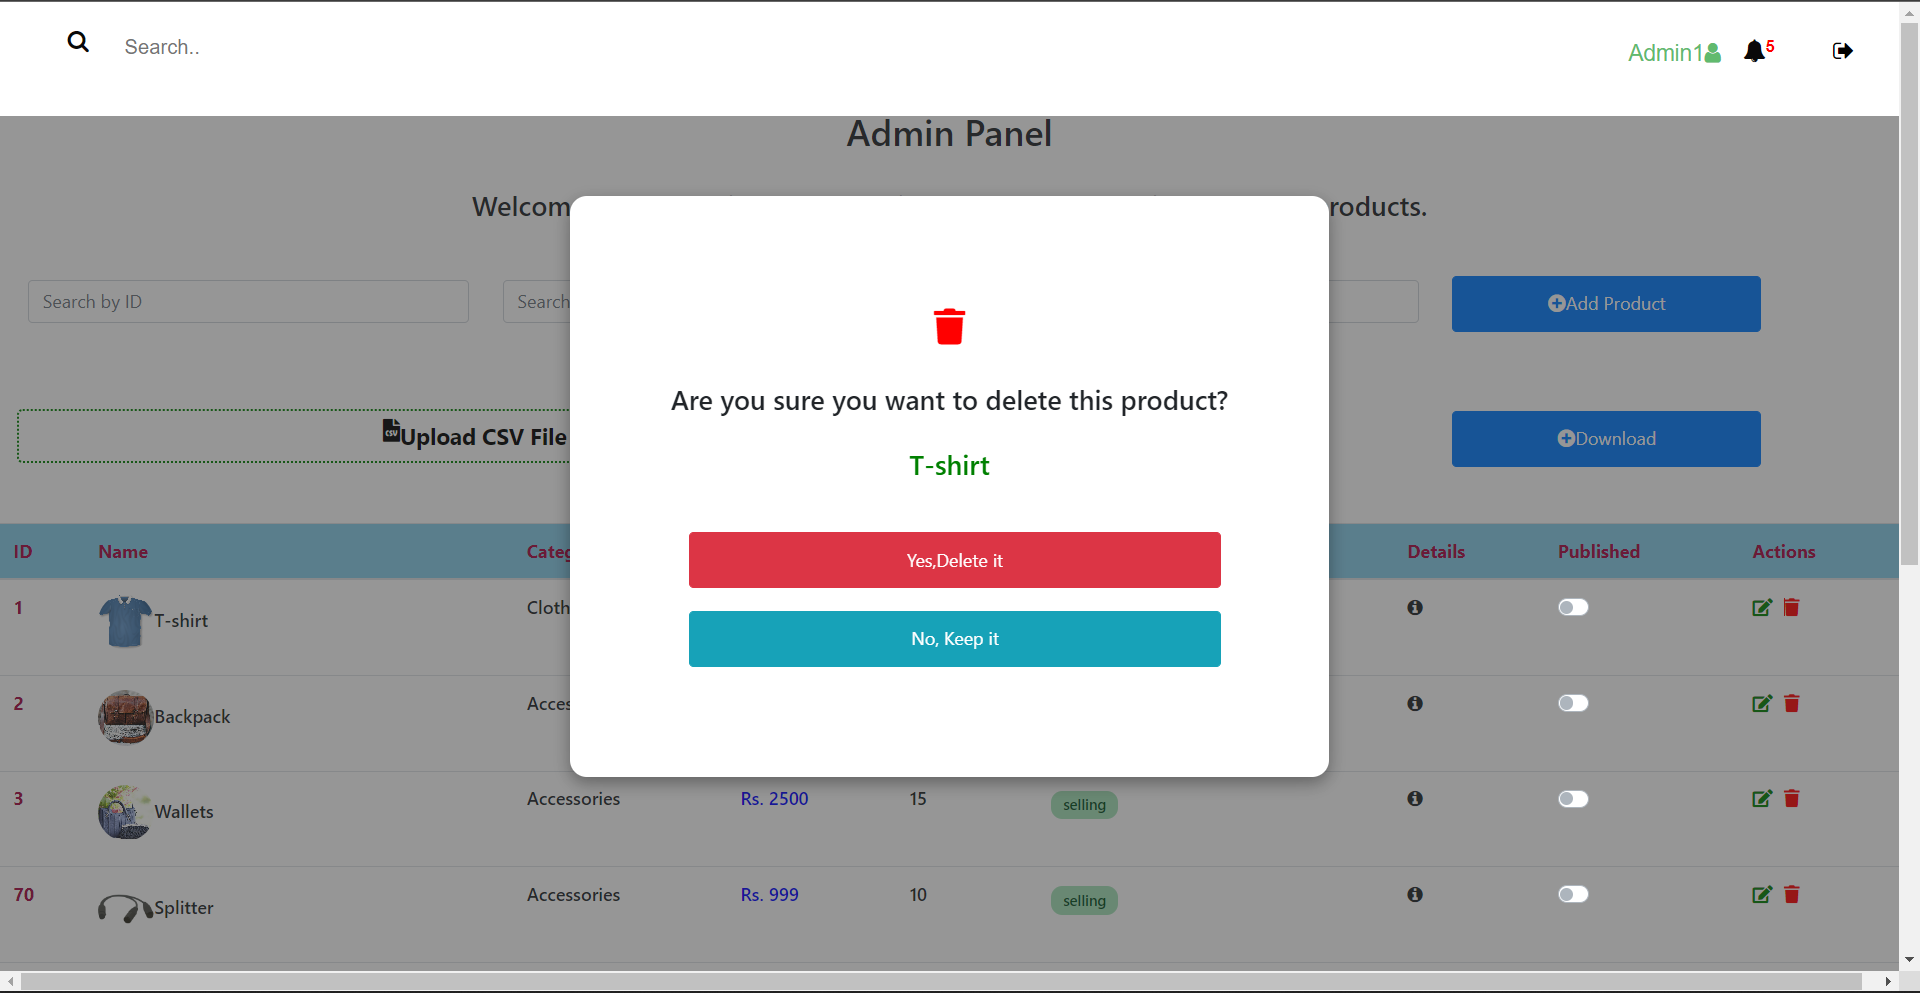 Search..
Admin1
5
Admin Panel
Welcom
roducts.
Search by ID
Search
Add Product
Are you sure you want to delete this product?
CSV
Upload CSV File
Download
T-shirt
Yes,Delete it
No, Keep it
ID Name Categ Details Published Actions
1 T-shirt Cloth
2 Backpack Acces
3 Wallets Accessories Rs. 2500 15 selling
70 Splitter Accessories Rs. 999 10 selling